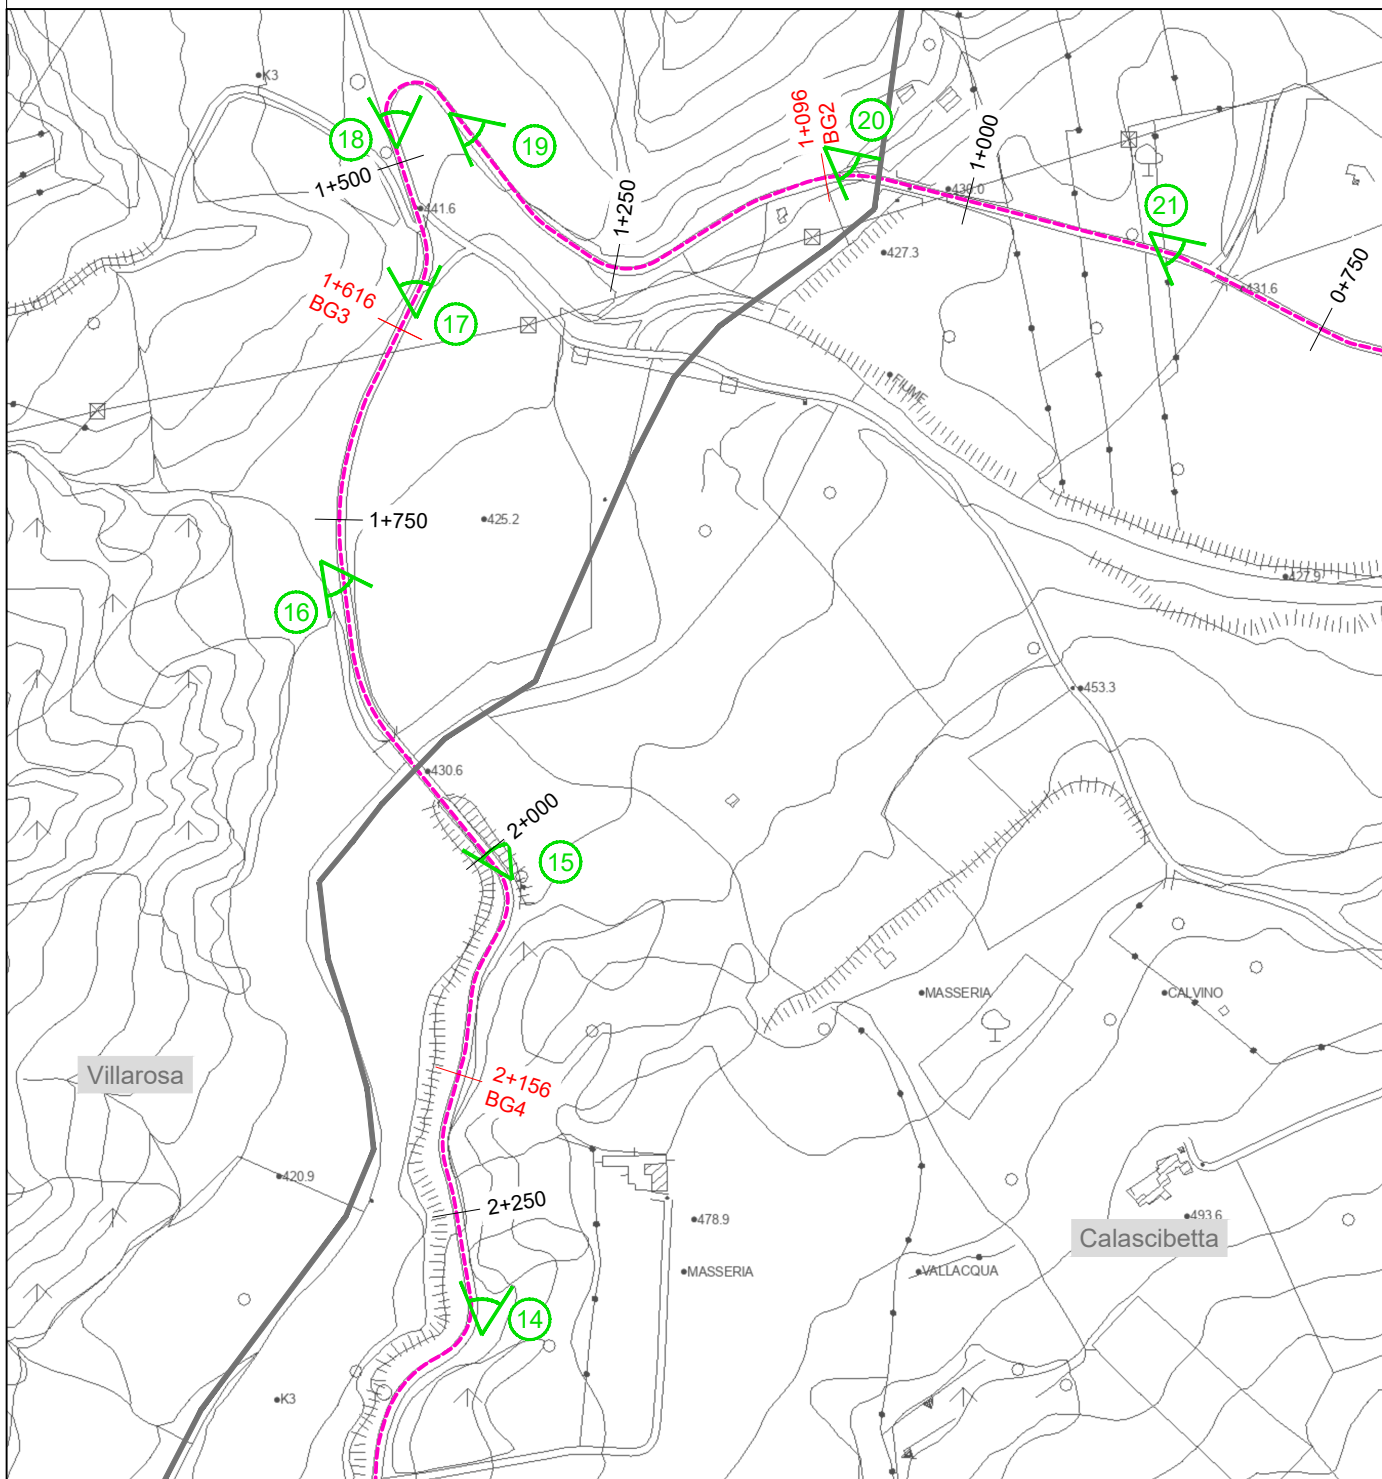 K3
18
19
1+500
441.6
1+250
1+096
BG2
20
1+000
430.0
427.3
21
431.6
0+750
1+616
BG3
17
FIUME
1+750
425.2
16
427.9
453.3
430.6
2+000
15
MASSERIA
CALVINO
Villarosa
2+156
BG4
420.9
2+250
478.9
493.6
Calascibetta
MASSERIA
VALLACQUA
14
K3